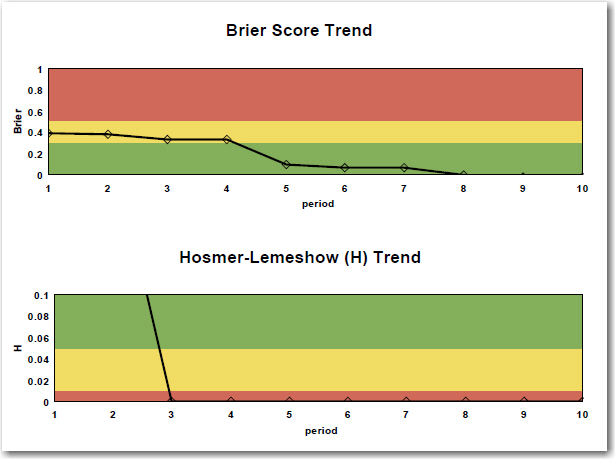 Brier Score Trend
1
0.8
0.6
0.4
0.2
0
Brier
1 2 3 4 5 6 7 8 9 10
period
Hosmer-Lemeshow (H) Trend
0.1
0.08
0.06
0.04
0.02
0
H
1 2 3 4 5 6 7 8 9 10
period